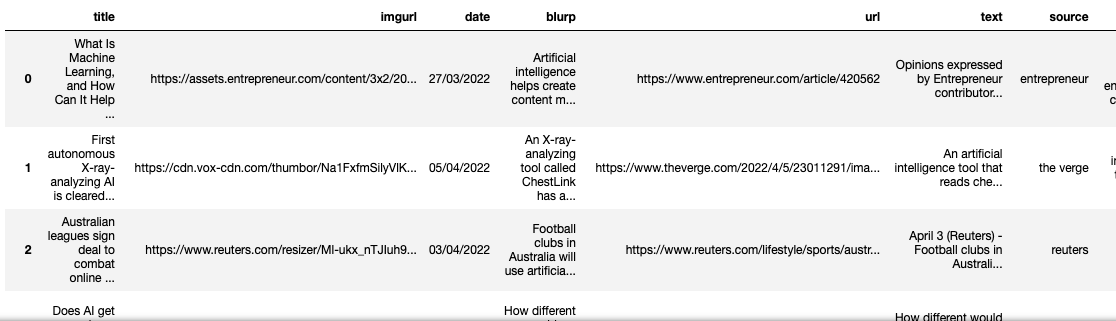 title imgurl date blurp url text source
0
What Is
Machine
Learning,
and How
Can It Help
...
https://assets.entrepreneur.com/content/3x2/20...
27/03/2022
Artificial
intelligence
helps create
content m...
https://www.entrepreneur.com/article/420562
Opinions expressed
by Entrepreneur
contributor...
entrepreneur
1
First
autonomous
X-ray-
analyzing AI
is cleared...
https://cdn.vox-cdn.com/thumbor/Na1FxfmSilyVlK...
05/04/2022
An X-ray-
analyzing
tool called
ChestLink
has a...
https://www.theverge.com/2022/4/5/23011291/ima...
An artificial
intelligence tool that
reads che...
the verge
2
Australian
leagues sign
deal to
combat
online ...
https://www.reuters.com/resizer/MI-ukx_nTJIuh9...
03/04/2022
Football
clubs in
Australia will
use artificia...
https://www.reuters.com/lifestyle/sports/austr...
April 3 (Reuters) -
Football clubs in
Australi...
reuters
Does AI get
How different
How different would